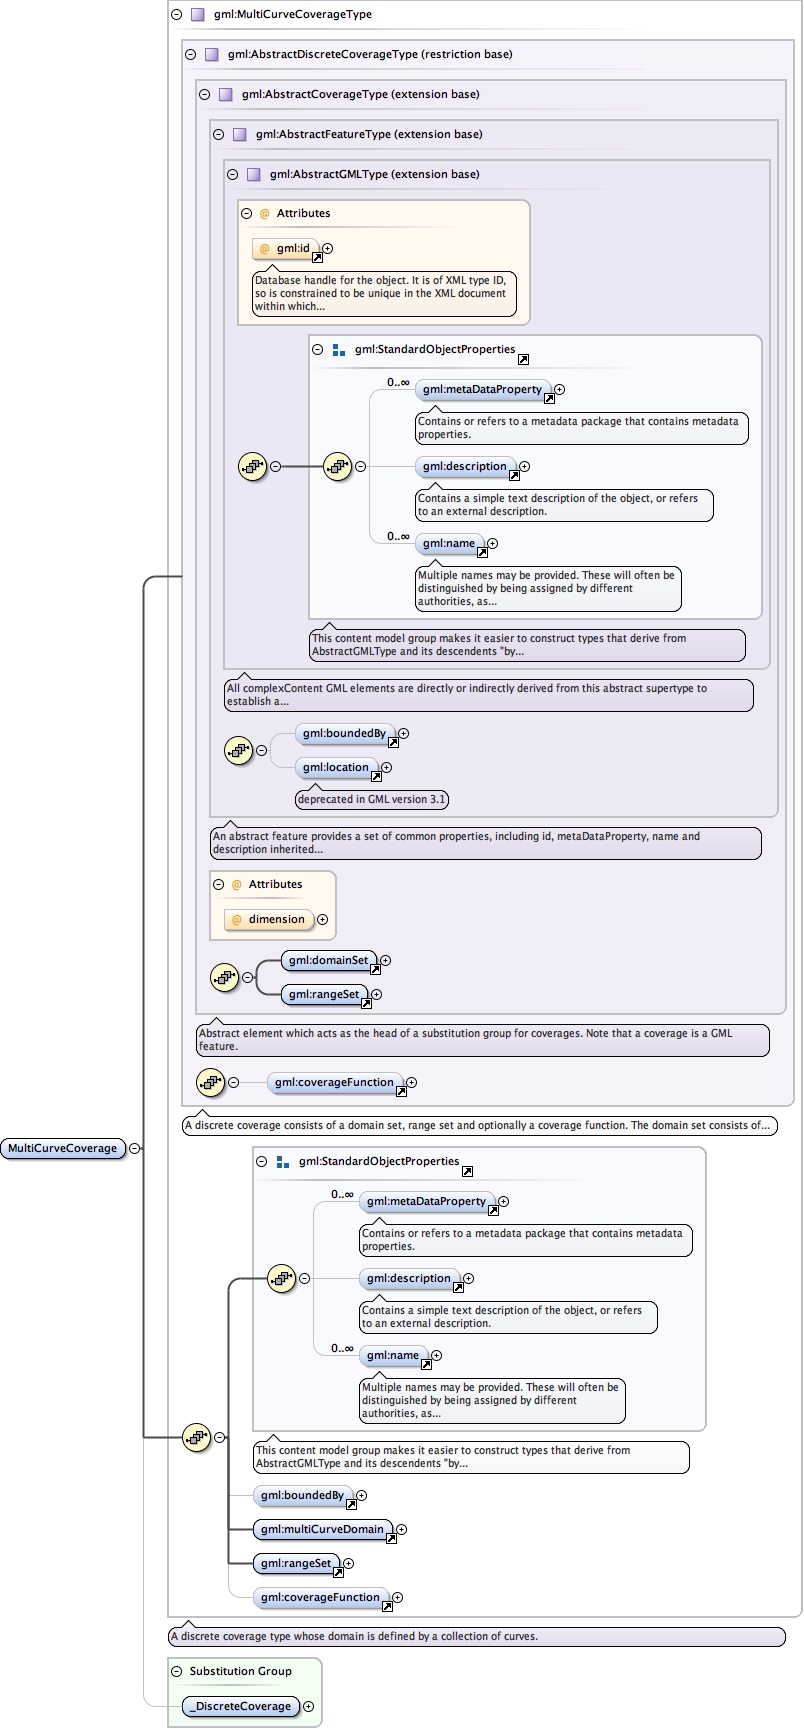 gml:MultiCurveCoverageType
gml:AbstractDiscreteCoverageType (restriction base)
gml:AbstractCoverageType (extension base)
gml:AbstractFeatureType (extension base)
gml:AbstractGMLType (extension base)
@ Attributes
@ gml:id
Database handle for the object. It is of XML type ID,
so is constrained to be unique in the XML document
within which...
gml:StandardObjectProperties
0..∞
gml:metaDataProperty
Contains or refers to a metadata package that contains metadata
properties.
gml:description
Contains a simple text description of the object, or refers
to an external description.
0..∞
gml:name
Multiple names may be provided. These will often be
distinguished by being assigned by different
authorities, as...
This content model group makes it easier to construct types that derive from
AbstractGMLType and its descendents "by...
All complexContent GML elements are directly or indirectly derived from this abstract supertype to
establish a...
gml:boundedBy
gml:location
deprecated in GML version 3.1
An abstract feature provides a set of common properties, including id, metaDataProperty, name and
description inherited...
@ Attributes
@ dimension
gml:domainSet
gml:rangeSet
Abstract element which acts as the head of a substitution group for coverages. Note that a coverage is a GML
feature.
gml:coverageFunction
A discrete coverage consists of a domain set, range set and optionally a coverage function. The domain set consists of...
MultiCurveCoverage
gml:StandardObjectProperties
0..∞
gml:metaDataProperty
Contains or refers to a metadata package that contains metadata
properties.
gml:description
Contains a simple text description of the object, or refers
to an external description.
0..∞
gml:name
Multiple names may be provided. These will often be
distinguished by being assigned by different
authorities, as...
This content model group makes it easier to construct types that derive from
AbstractGMLType and its descendents "by...
gml:boundedBy
gml:multiCurveDomain
gml:rangeSet
gml:coverageFunction
A discrete coverage type whose domain is defined by a collection of curves.
Substitution Group
_DiscreteCoverage